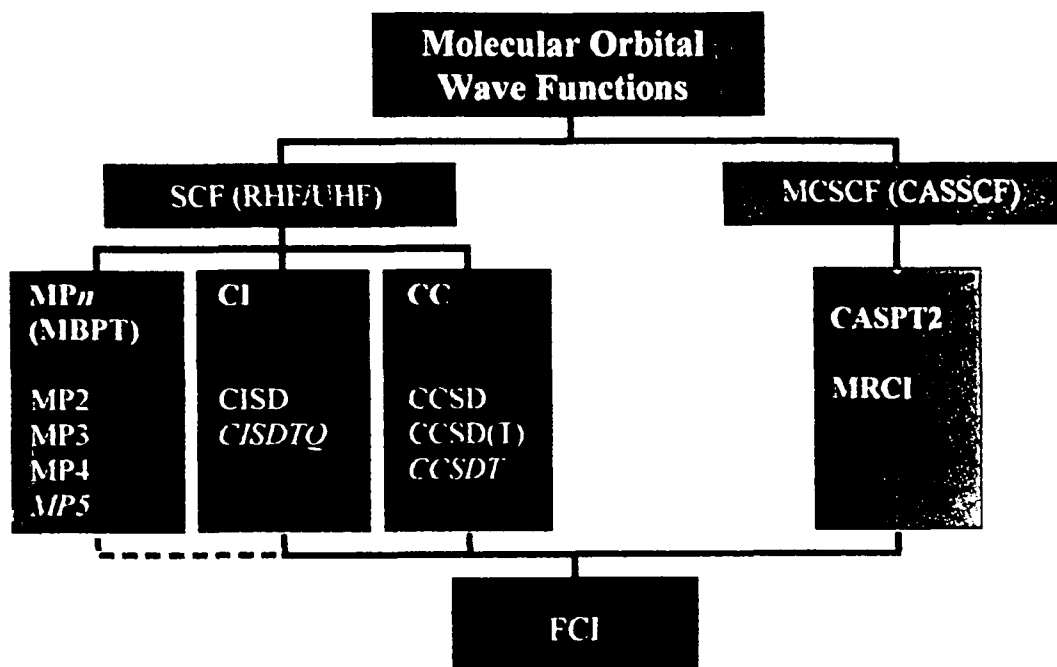 Molecular Orbital
Wave Functions
SCF (RHF/UHF)
MCSCF (CASSCF)
MPn
(MBPT)
MP2
MP3
MP4
MP5
CI
CISD
CISDTQ
CC
CCSD
CCSD(T)
CCSDT
CASPT2
MRCI
FCI